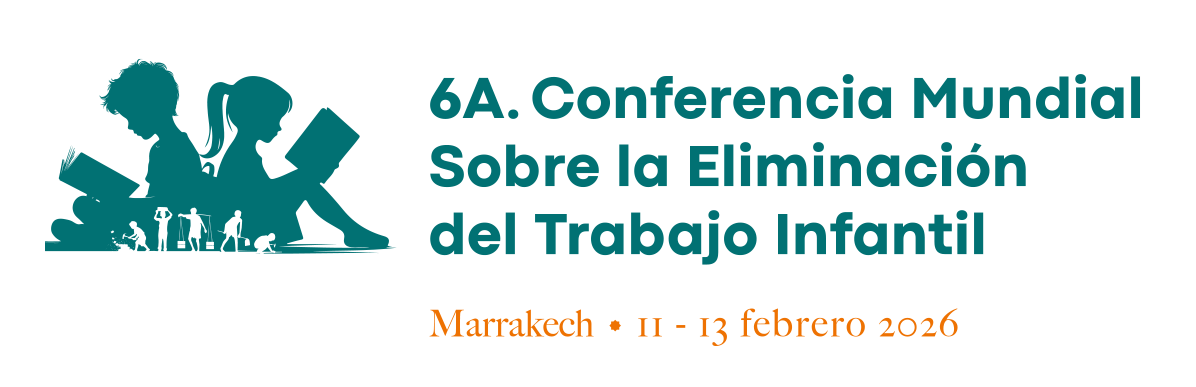 6A. Conferencia Mundial
Sobre la Eliminación
del Trabajo Infantil
Marrakech • 11 - 13 febrero 2026